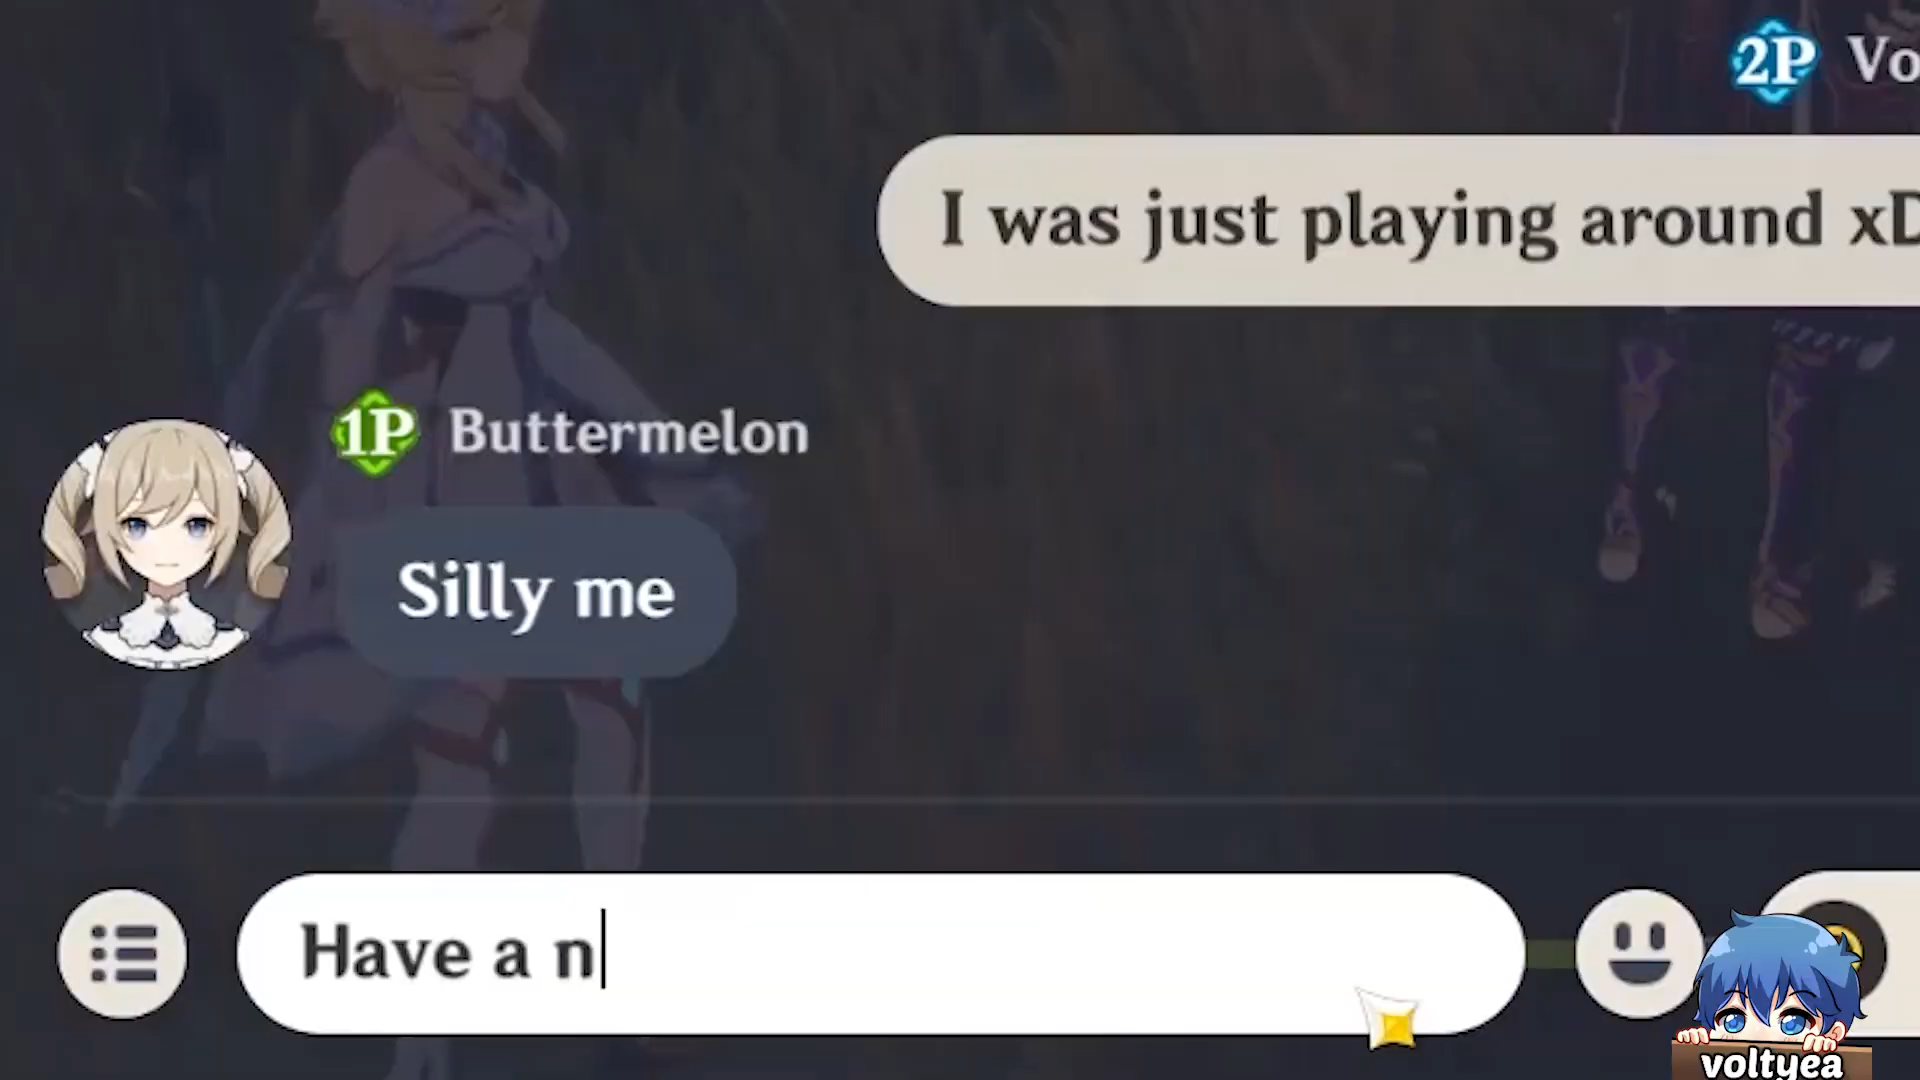 2P Vo
I was just playing around xD
1P Buttermelon
Silly me
Have a n
voltyea